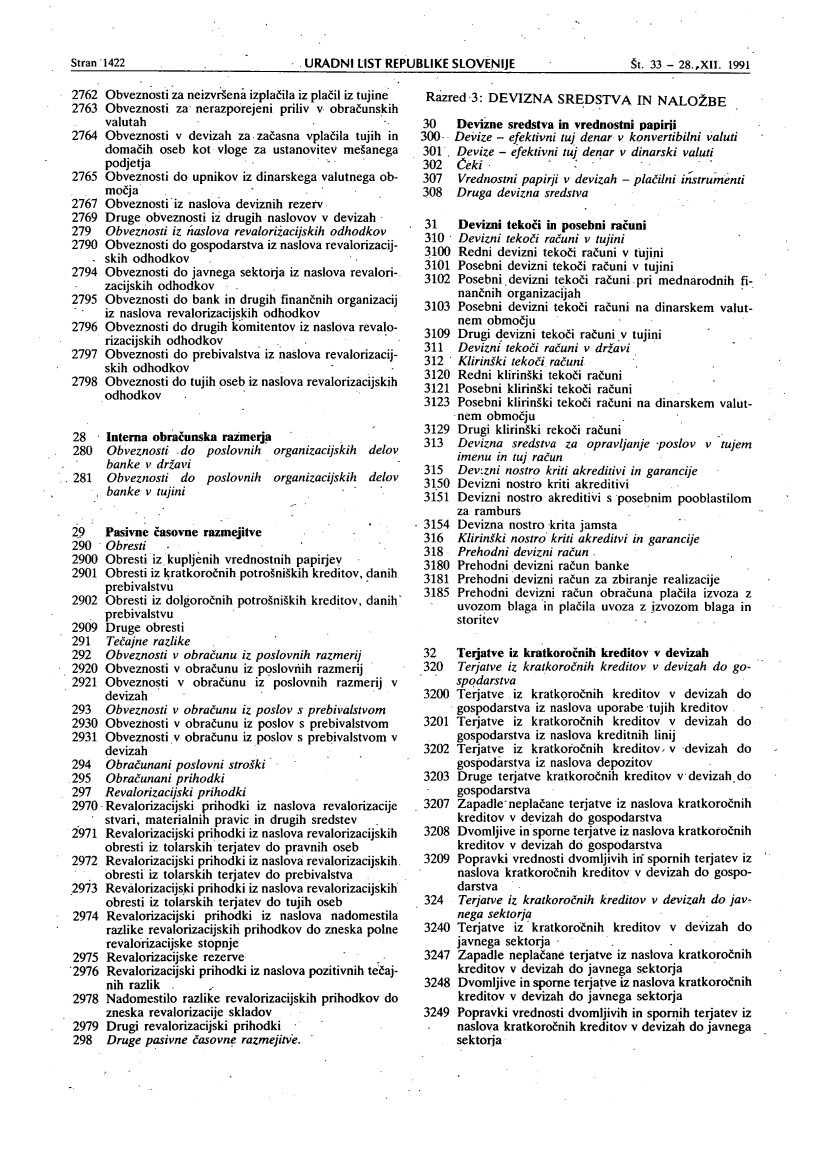 Stran 1422 URADNI LIST REPUBLIKE SLOVENIJE Št. 33 – 28. XII. 1991
2762 Obveznosti za neizvršena izplačila iz plačil iz tujine
2763 Obveznosti za nerazporejeni priliv v obračunskih
valutah
2764 Obveznosti v devizah za začasna vplačila tujih in
domačih oseb kot vloge za ustanovitev mešanega
podjetja
2765 Obveznosti do upnikov iz dinarskega valutnega ob-
močja
2767 Obveznosti iz naslova deviznih rezerv
2769 Druge obveznosti iz drugih naslovov v devizah
279 Obveznosti iz naslova revalorizacijskih odhodkov
2790 Obveznosti do gospodarstva iz naslova revalorizacij-
skih odhodkov
2794 Obveznosti do javnega sektorja iz naslova revalori-
zacijskih odhodkov
2795 Obveznosti do bank in drugih finančnih organizacij
iz naslova revalorizacijskih odhodkov
2796 Obveznosti do drugih komitentov iz naslova revalo-
rizacijskih odhodkov
2797 Obveznosti do prebivalstva iz naslova revalorizacij-
skih odhodkov
2798 Obveznosti do tujih oseb iz naslova revalorizacijskih
odhodkov
28 Interna obračunska razmerja
280 Obveznosti do poslovnih organizacijskih delov
banke v državi
281 Obveznosti do poslovnih organizacijskih delov
banke v tujini
29 Pasivne časovne razmejitve
290 Obresti
2900 Obresti iz kupljenih vrednostnih papirjev
2901 Obresti iz kratkoročnih potrošniških kreditov, danih
prebivalstvu
2902 Obresti iz dolgoročnih potrošniških kreditov, danih
prebivalstvu
2909 Druge obresti
291 Tečajne razlike
292 Obveznosti v obračunu iz poslovnih razmerij
2920 Obveznosti v obračunu iz poslovnih razmerij
2921 Obveznosti v obračunu iz poslovnih razmerij v
devizah
293 Obveznosti v obračunu iz poslov s prebivalstvom
2930 Obveznosti v obračunu iz poslov s prebivalstvom
2931 Obveznosti v obračunu iz poslov s prebivalstvom v
devizah
294 Obračunani poslovni stroški
295 Obračunani prihodki
297 Revalorizacijski prihodki
2970 Revalorizacijski prihodki iz naslova revalorizacije
stvari, materialnih pravic in drugih sredstev
2971 Revalorizacijski prihodki iz naslova revalorizacijskih
obresti iz tolarskih terjatev do pravnih oseb
2972 Revalorizacijski prihodki iz naslova revalorizacijskih
obresti iz tolarskih terjatev do prebivalstva
2973 Revalorizacijski prihodki iz naslova revalorizacijskih
obresti iz tolarskih terjatev do tujih oseb
2974 Revalorizacijski prihodki iz naslova nadomestila
razlike revalorizacijskih prihodkov do zneska polne
revalorizacijske stopnje
2975 Revalorizacijske rezerve
2976 Revalorizacijski prihodki iz naslova pozitivnih tečaj-
nih razlik
2978 Nadomestilo razlike revalorizacijskih prihodkov do
zneska revalorizacije skladov
2979 Drugi revalorizacijski prihodki
298 Druge pasivne časovne razmejitve.
Razred 3: DEVIZNA SREDSTVA IN NALOŽBE
30 Devizne sredstva in vrednostni papirji
300 Devize – efektivni tuj denar v konvertibilni valuti
301 Devize – efektivni tuj denar v dinarski valuti
302 Čeki
307 Vrednostni papirji v devizah – plačilni instrumenti
308 Druga devizna sredstva
31 Devizni tekoči in posebni računi
310 Devizni tekoči računi v tujini
3100 Redni devizni tekoči računi v tujini
3101 Posebni devizni tekoči računi v tujini
3102 Posebni devizni tekoči računi pri mednarodnih fi-
nančnih organizacijah
3103 Posebni devizni tekoči računi na dinarskem valut-
nem območju
3109 Drugi devizni tekoči računi v tujini
311 Devizni tekoči računi v državi
312 Klirinški tekoči računi
3120 Redni klirinški tekoči računi
3121 Posebni klirinški tekoči računi
3123 Posebni klirinški tekoči računi na dinarskem valut-
nem območju
3129 Drugi klirinški rekoči računi
313 Devizna sredstva za opravljanje poslov v tujem
imenu in tuj račun
315 Devizni nostro kriti akreditivi in garancije
3150 Devizni nostro kriti akreditivi
3151 Devizni nostro akreditivi s posebnim pooblastilom
za ramburs
3154 Devizna nostro krita jamsta
316 Klirinški nostro kriti akreditvi in garancije
318 Prehodni devizni račun
3180 Prehodni devizni račun banke
3181 Prehodni devizni račun za zbiranje realizacije
3185 Prehodni devizni račun obračuna plačila izvoza z
uvozom blaga in plačila uvoza z izvozom blaga in
storitev
32 Terjatve iz kratkoročnih kreditov v devizah
320 Terjatve iz kratkoročnih kreditov v devizah do go-
spodarstva
3200 Terjatve iz kratkoročnih kreditov v devizah do
gospodarstva iz naslova uporabe tujih kreditov
3201 Terjatve iz kratkoročnih kreditov v devizah do
gospodarstva iz naslova kreditnih linij
3202 Terjatve iz kratkoročnih kreditov v devizah do
gospodarstva iz naslova depozitov
3203 Druge terjatve kratkoročnih kreditov v devizah do
gospodarstva
3207 Zapadle neplačane terjatve iz naslova kratkoročnih
kreditov v devizah do gospodarstva
3208 Dvomljive in sporne terjatve iz naslova kratkoročnih
kreditov v devizah do gospodarstva
3209 Popravki vrednosti dvomljivih in spornih terjatev iz
naslova kratkoročnih kreditov v devizah do gospo-
darstva
324 Terjatve iz kratkoročnih kreditov v devizah do jav-
nega sektorja
3240 Terjatve iz kratkoročnih kreditov v devizah do
javnega sektorja
3247 Zapadle neplačane terjatve iz naslova kratkoročnih
kreditov v devizah do javnega sektorja
3248 Dvomljive in sporne terjatve iz naslova kratkoročnih
kreditov v devizah do javnega sektorja
3249 Popravki vrednosti dvomljivih in spornih terjatev iz
naslova kratkoročnih kreditov v devizah do javnega
sektorja